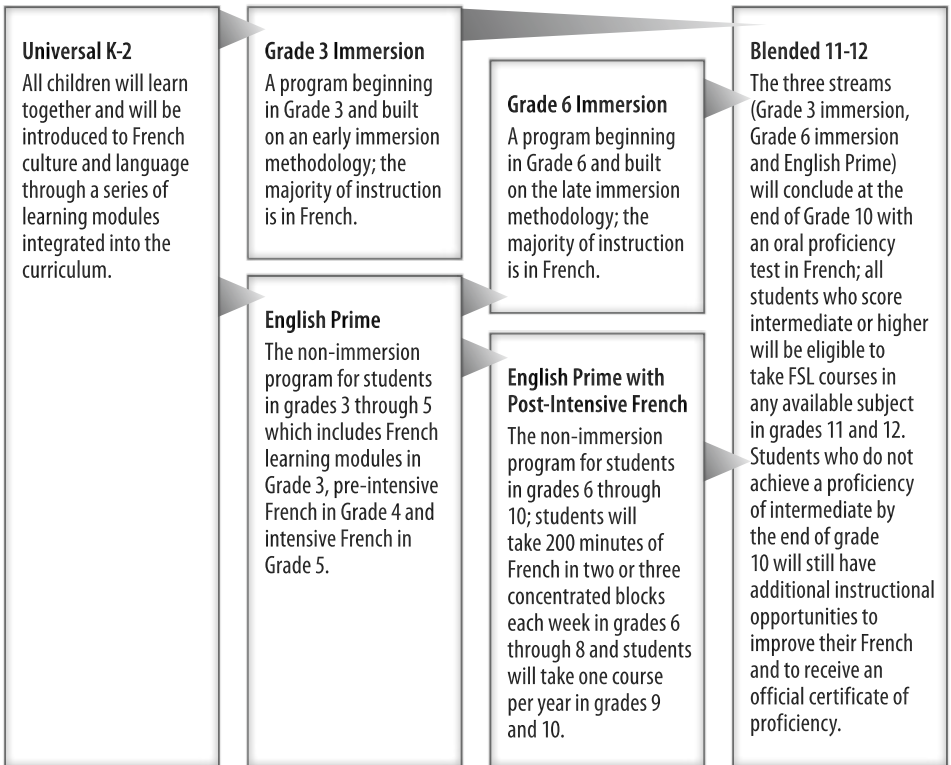 Universal K-2
All children will learn
together and will be
introduced to French
culture and language
through a series of
learning modules
integrated into the
curriculum.
Grade 3 Immersion
A program beginning
in Grade 3 and built
on an early immersion
methodology; the
majority of instruction
is in French.
English Prime
The non-immersion
program for students
in grades 3 through 5
which includes French
learning modules in
Grade 3, pre-intensive
French in Grade 4 and
intensive French in
Grade 5.
Grade 6 Immersion
A program beginning
in Grade 6 and built
on the late immersion
methodology; the
majority of instruction
is in French.
English Prime with
Post-Intensive French
The non-immersion
program for students
in grades 6 through
10; students will
take 200 minutes of
French in two or three
concentrated blocks
each week in grades 6
through 8 and students
will take one course
per year in grades 9
and 10.
Blended 11-12
The three streams
(Grade 3 immersion,
Grade 6 immersion
and English Prime)
will conclude at the
end of Grade 10 with
an oral proficiency
test in French; all
students who score
intermediate or higher
will be eligible to
take FSL courses in
any available subject
in grades 11 and 12.
Students who do not
achieve a proficiency
of intermediate by
the end of grade
10 will still have
additional instructional
opportunities to
improve their French
and to receive an
official certificate of
proficiency.